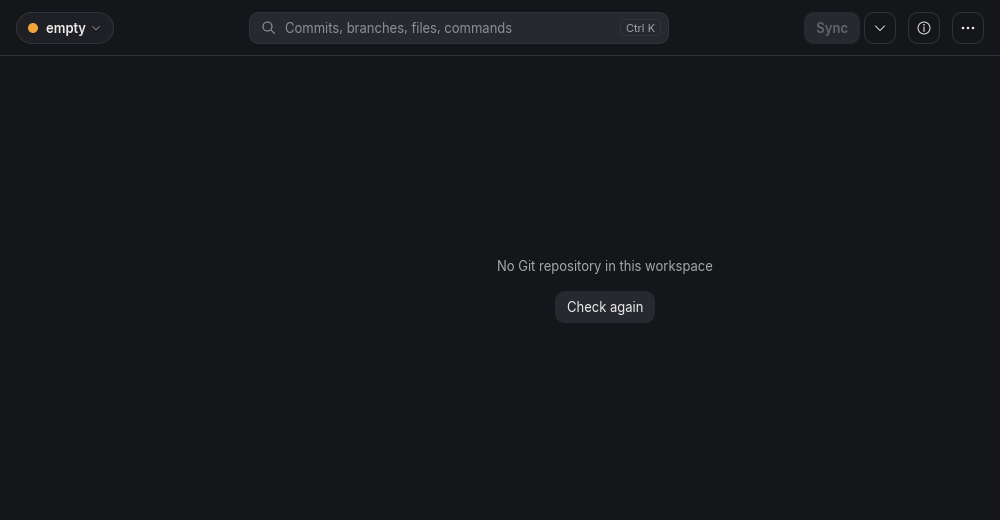 empty
Commits, branches, files, commands
Ctrl K
Sync
No Git repository in this workspace
Check again